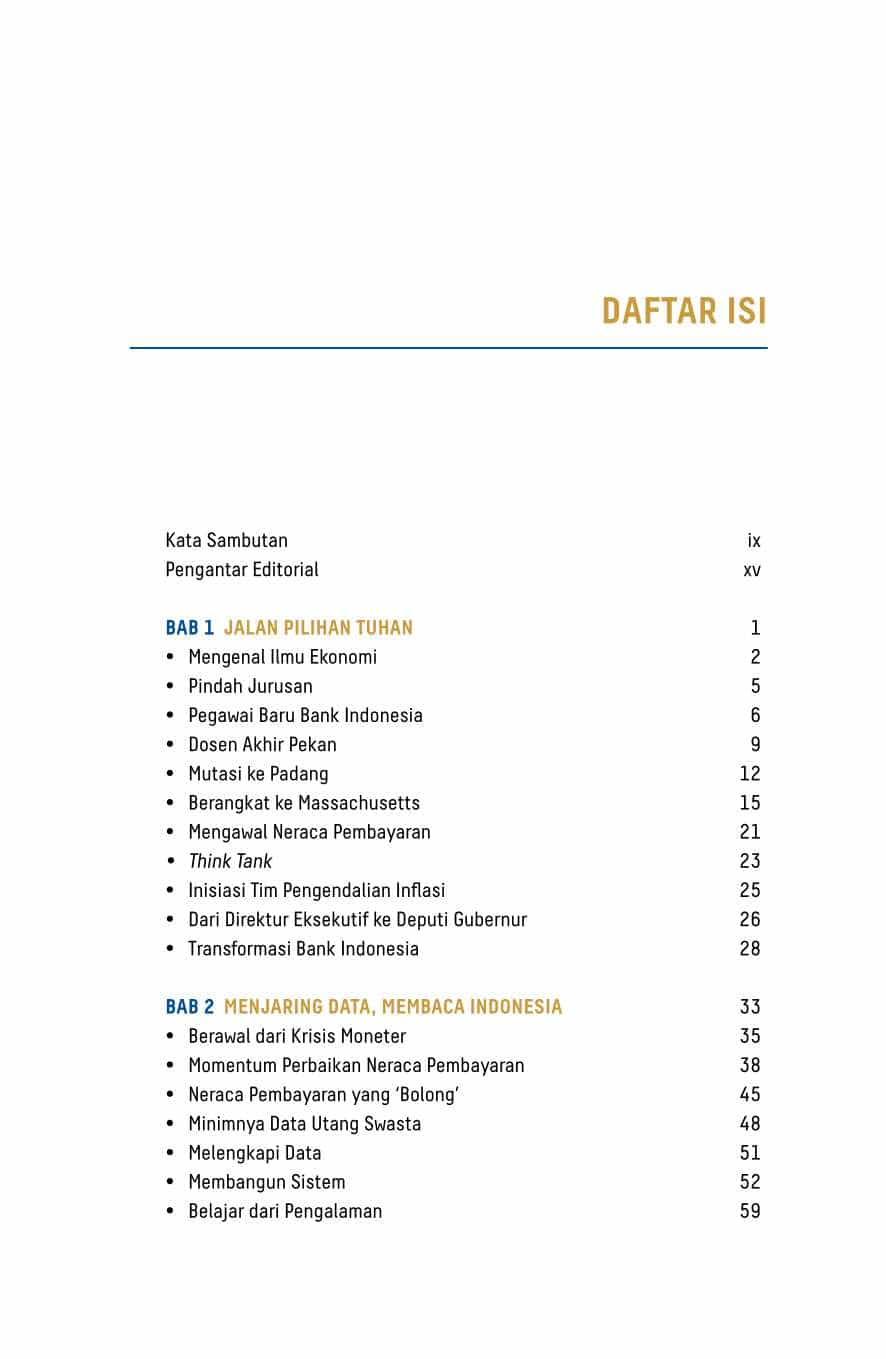 DAFTAR ISI
Kata Sambutan ix
Pengantar Editorial xv
BAB 1 JALAN PILIHAN TUHAN 1
• Mengenal Ilmu Ekonomi 2
• Pindah Jurusan 5
• Pegawai Baru Bank Indonesia 6
• Dosen Akhir Pekan 9
• Mutasi ke Padang 12
• Berangkat ke Massachusetts 15
• Mengawal Neraca Pembayaran 21
• Think Tank 23
• Inisiasi Tim Pengendalian Inflasi 25
• Dari Direktur Eksekutif ke Deputi Gubernur 26
• Transformasi Bank Indonesia 28
BAB 2 MENJARING DATA, MEMBACA INDONESIA 33
• Berawal dari Krisis Moneter 35
• Momentum Perbaikan Neraca Pembayaran 38
• Neraca Pembayaran yang ‘Bolong’ 45
• Minimnya Data Utang Swasta 48
• Melengkapi Data 51
• Membangun Sistem 52
• Belajar dari Pengalaman 59